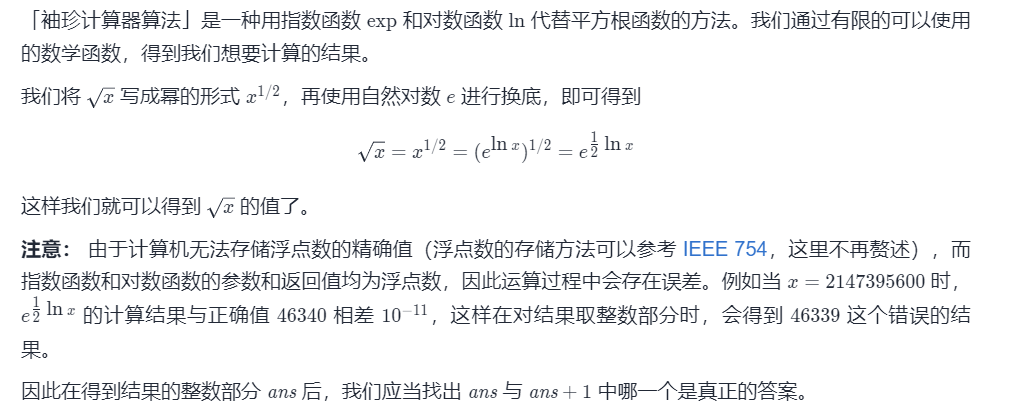 「袖珍计算器算法」是一种用指数函数 exp 和对数函数 ln 代替平方根函数的方法。我们通过有限的可以使用
的数学函数，得到我们想要计算的结果。
我们将 √x 写成幂的形式 x^{1/2}，再使用自然对数 e 进行换底，即可得到
√x = x^{1/2} = (e^{ln x})^{1/2} = e^{\frac{1}{2} ln x}
这样我们就可以得到 √x 的值了。
注意： 由于计算机无法存储浮点数的精确值（浮点数的存储方法可以参考 IEEE 754，这里不再赘述），而
指数函数和对数函数的参数和返回值均为浮点数，因此运算过程中会存在误差。例如当 x = 2147395600 时，
e^{\frac{1}{2} ln x} 的计算结果与正确值 46340 相差 10^{-11}，这样在对结果取整数部分时，会得到 46339 这个错误的结
果。
因此在得到结果的整数部分 ans 后，我们应当找出 ans 与 ans + 1 中哪一个是真正的答案。